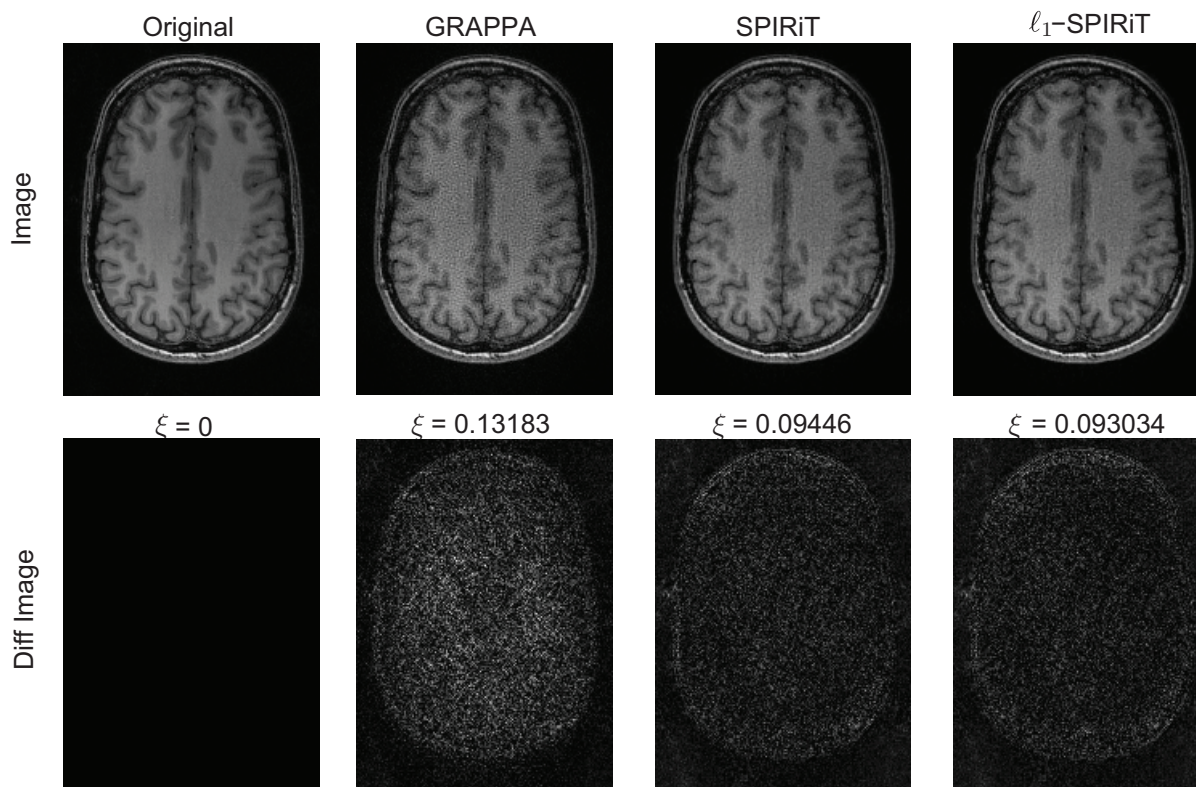 Original
GRAPPA
SPIRiT
ℓ₁−SPIRiT
Image
ξ = 0
ξ = 0.13183
ξ = 0.09446
ξ = 0.093034
Diff Image